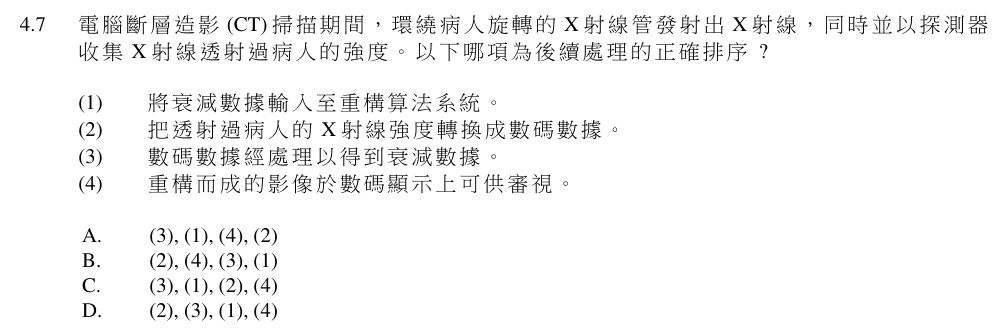 4.7 電腦斷層造影 (CT) 掃描期間，環繞病人旋轉的 X 射線管發射出 X 射線，同時並以探測器
收集 X 射線透射過病人的強度。以下哪項為後續處理的正確排序 ?
(1) 將衰減數據輸入至重構算法系統。
(2) 把透射過病人的 X 射線強度轉換成數碼數據。
(3) 數碼數據經處理以得到衰減數據。
(4) 重構而成的影像於數碼顯示上可供審視。
A. (3), (1), (4), (2)
B. (2), (4), (3), (1)
C. (3), (1), (2), (4)
D. (2), (3), (1), (4)